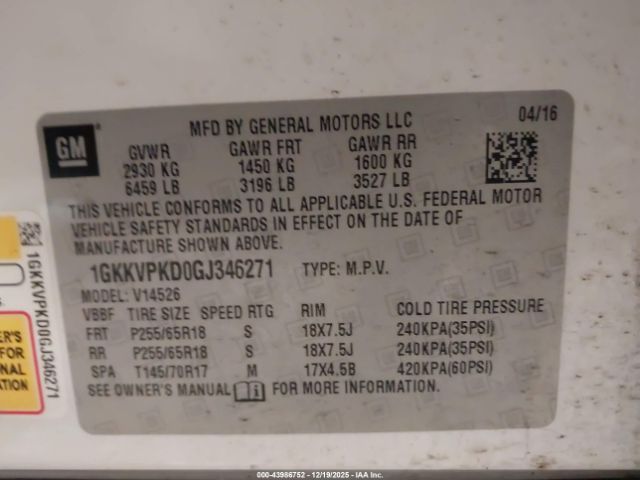 MFD BY GENERAL MOTORS LLC 04/16
GM
GVWR GAWR FRT GAWR RR
2930 KG 1450 KG 1600 KG
6459 LB 3196 LB 3527 LB
THIS VEHICLE CONFORMS TO ALL APPLICABLE U.S. FEDERAL MOTOR
VEHICLE SAFETY STANDARDS IN EFFECT ON THE DATE OF
MANUFACTURE SHOWN ABOVE.
1GKKVPKD0GJ346271 TYPE: M.P.V.
MODEL: V14526
VBBF TIRE SIZE SPEED RTG RIM COLD TIRE PRESSURE
FRT P255/65R18 S 18X7.5J 240KPA(35PSI)
RR P255/65R18 S 18X7.5J 240KPA(35PSI)
SPA T145/70R17 M 17X4.5B 420KPA(60PSI)
SEE OWNER'S MANUAL FOR MORE INFORMATION.
1GKKVPKD0GJ346271
ER'S
FOR
ONAL
000-43986752 - 12/19/2025 - IAA Inc.